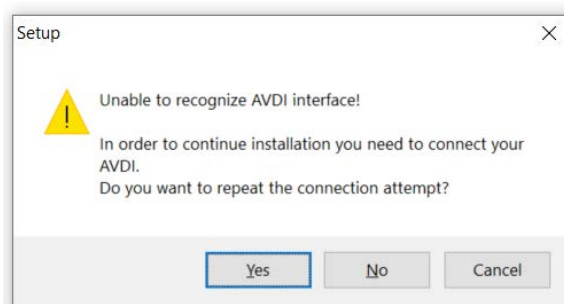 Setup
Unable to recognize AVDI interface!
In order to continue installation you need to connect your
AVDI.
Do you want to repeat the connection attempt?
Yes
No
Cancel